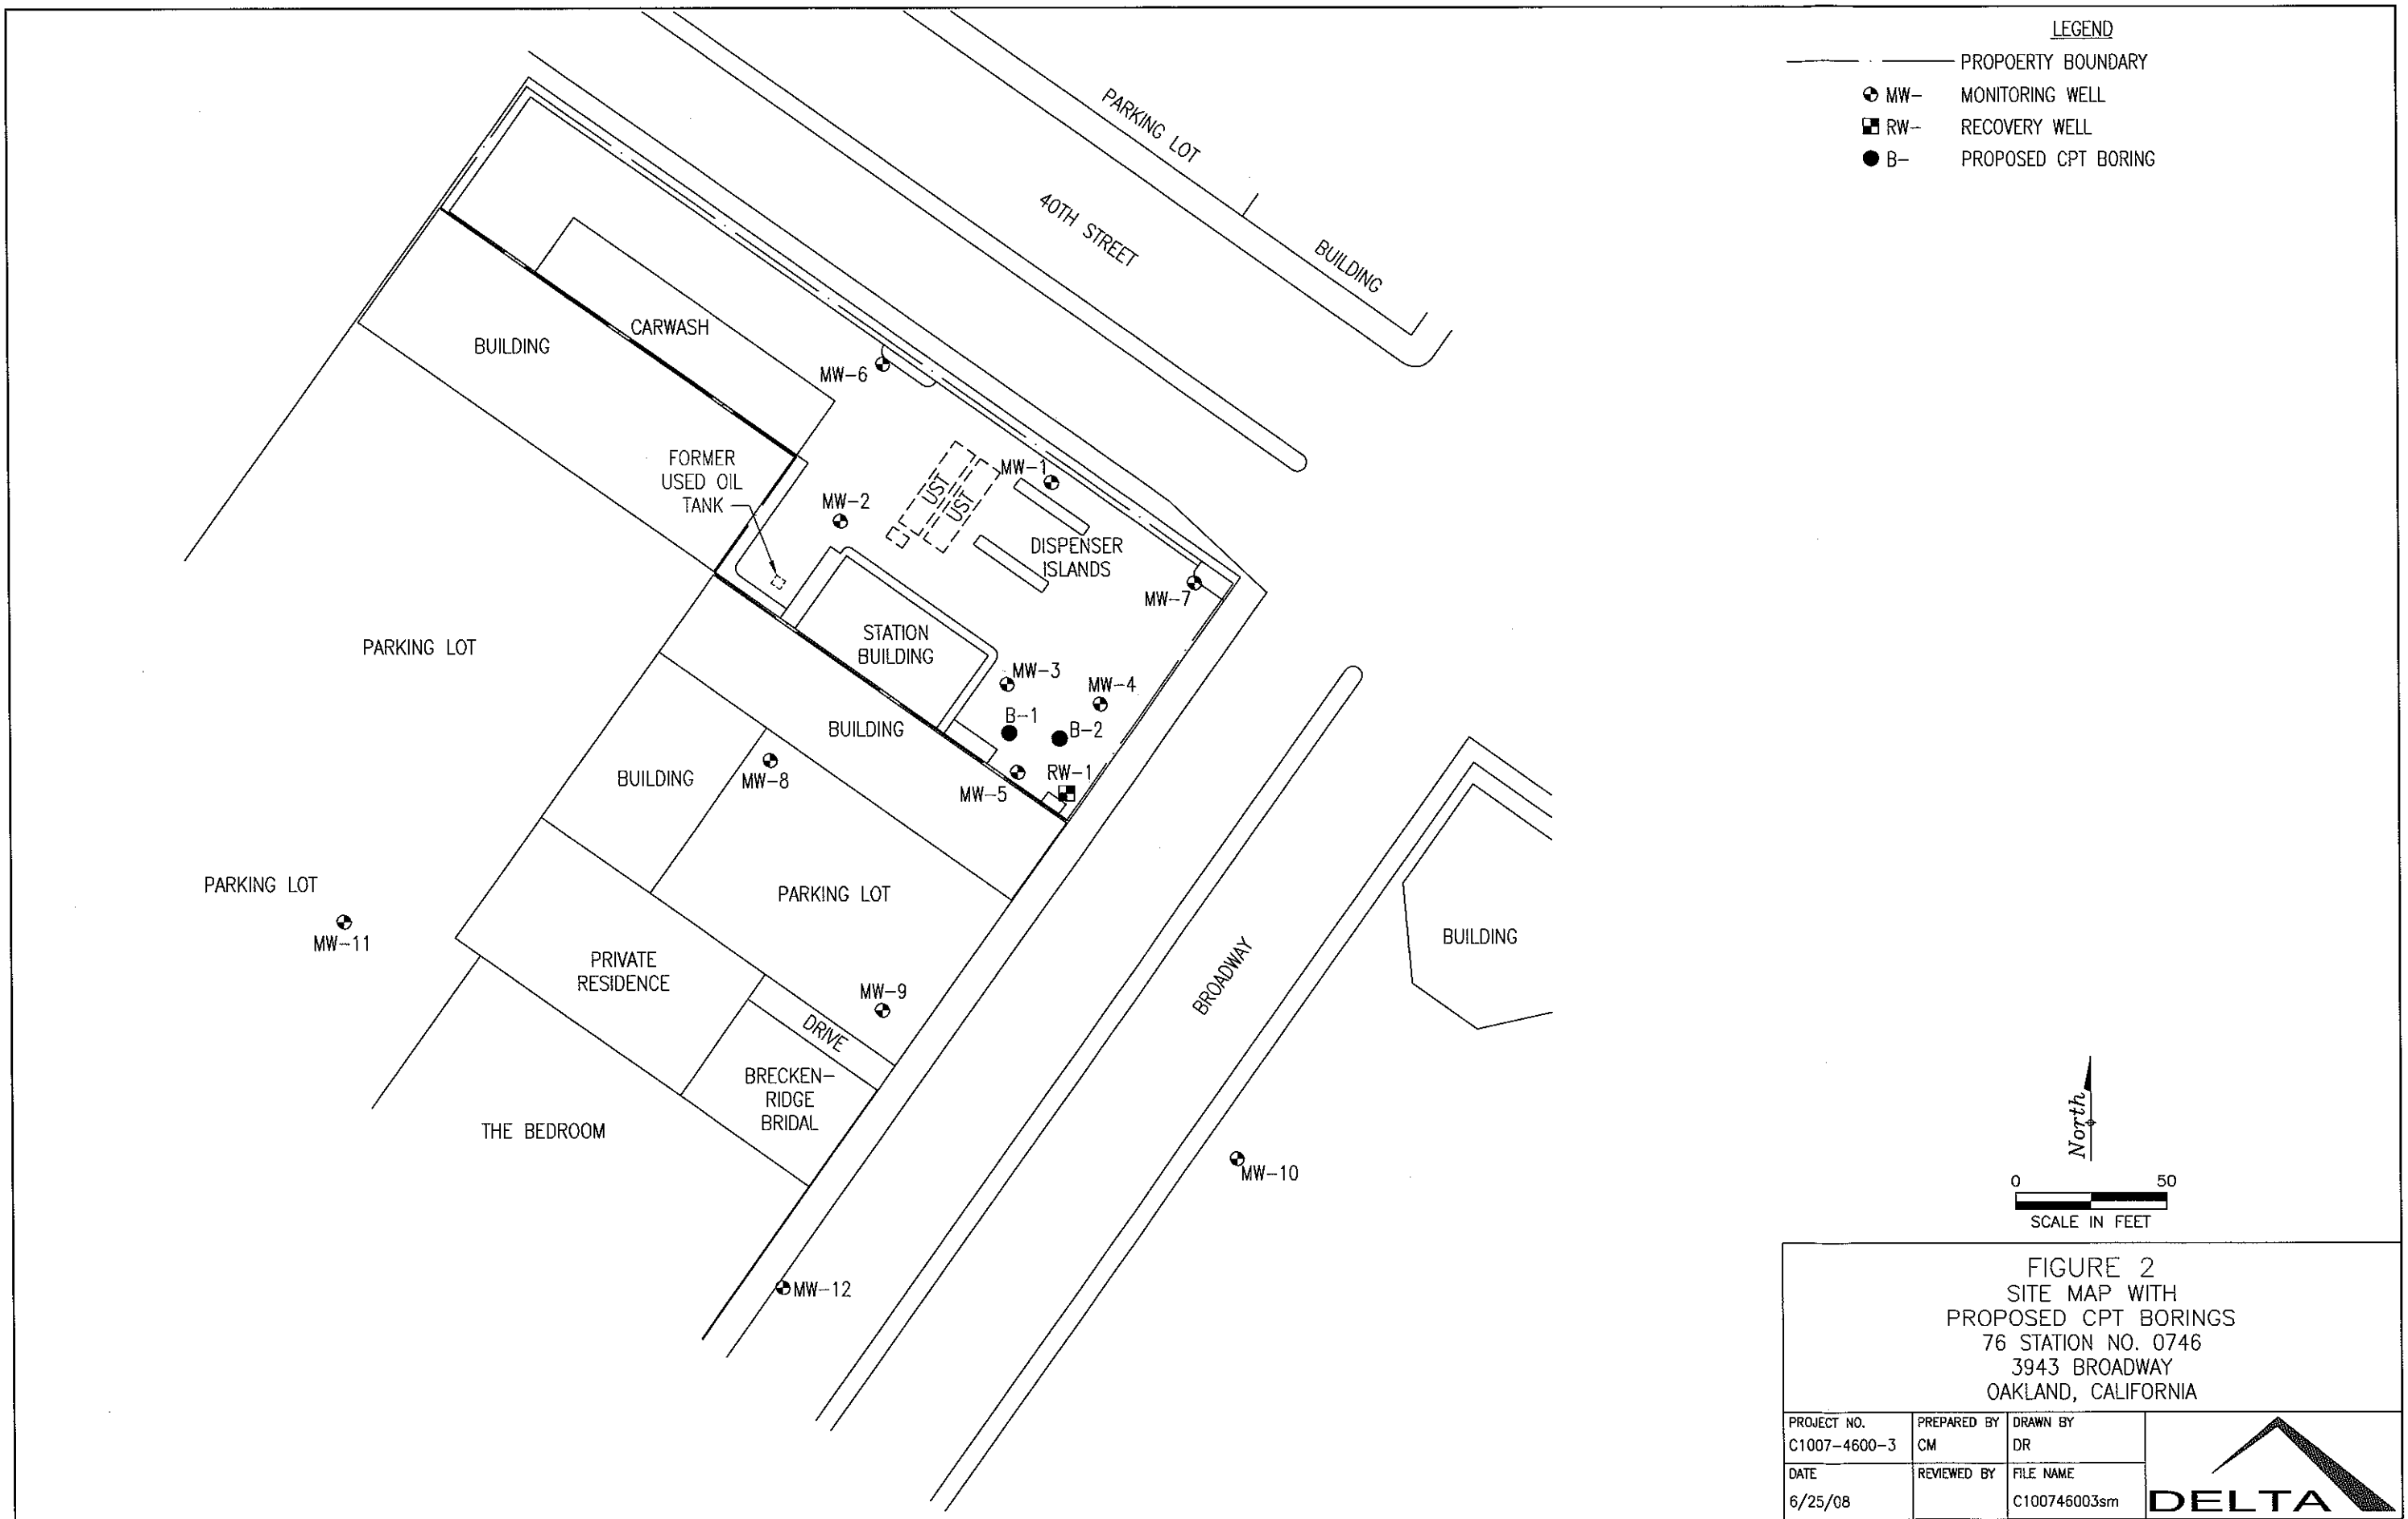 LEGEND
PROPOERTY BOUNDARY
MW- MONITORING WELL
RW- RECOVERY WELL
B- PROPOSED CPT BORING
PARKING LOT
40TH STREET
BUILDING
CARWASH
BUILDING
MW-6
FORMER
USED OIL
TANK
MW-2
UST
UST
MW-1
DISPENSER
ISLANDS
MW-7
STATION
BUILDING
PARKING LOT
MW-3
MW-4
B-1
B-2
BUILDING
BUILDING
MW-8
MW-5
RW-1
PARKING LOT
MW-11
PARKING LOT
PRIVATE
RESIDENCE
MW-9
DRIVE
BROADWAY
BUILDING
BRECKEN-
RIDGE
BRIDAL
THE BEDROOM
MW-10
MW-12
North
0 50
SCALE IN FEET
FIGURE 2
SITE MAP WITH
PROPOSED CPT BORINGS
76 STATION NO. 0746
3943 BROADWAY
OAKLAND, CALIFORNIA
PROJECT NO. PREPARED BY DRAWN BY
C1007-4600-3 CM DR
DATE REVIEWED BY FILE NAME
6/25/08 C100746003sm
DELTA